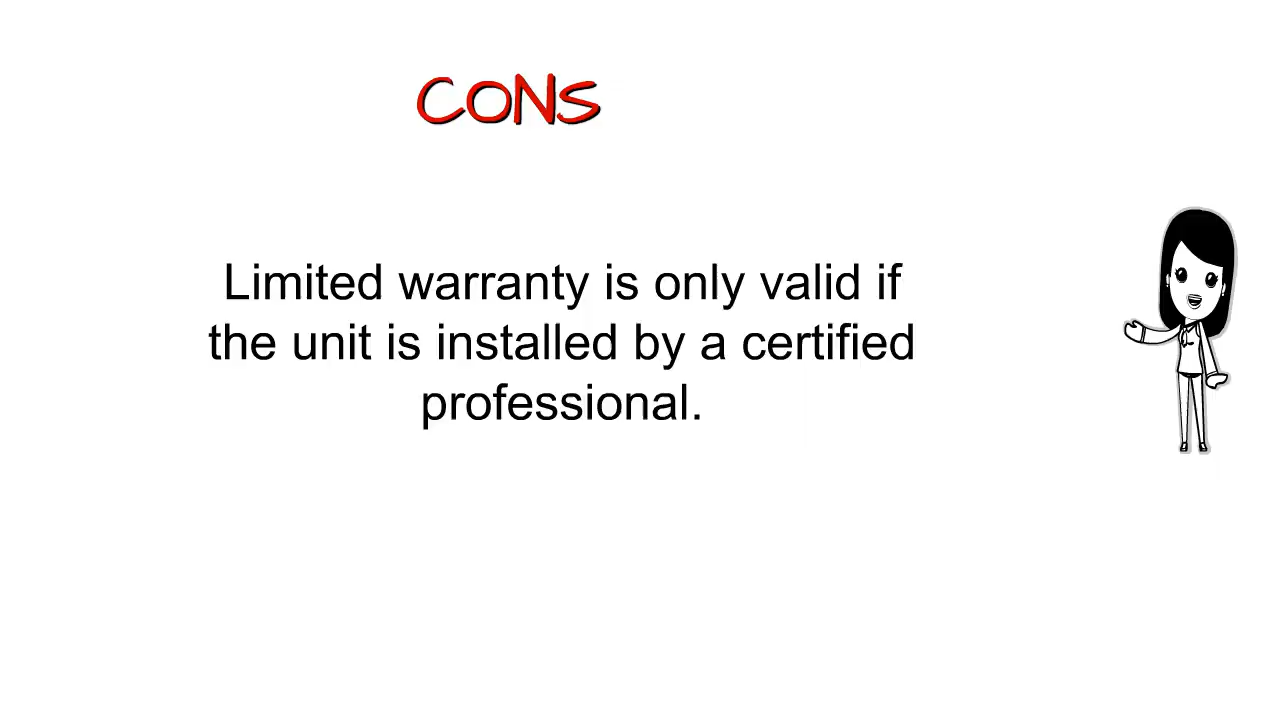 CONS
Limited warranty is only valid if
the unit is installed by a certified
professional.